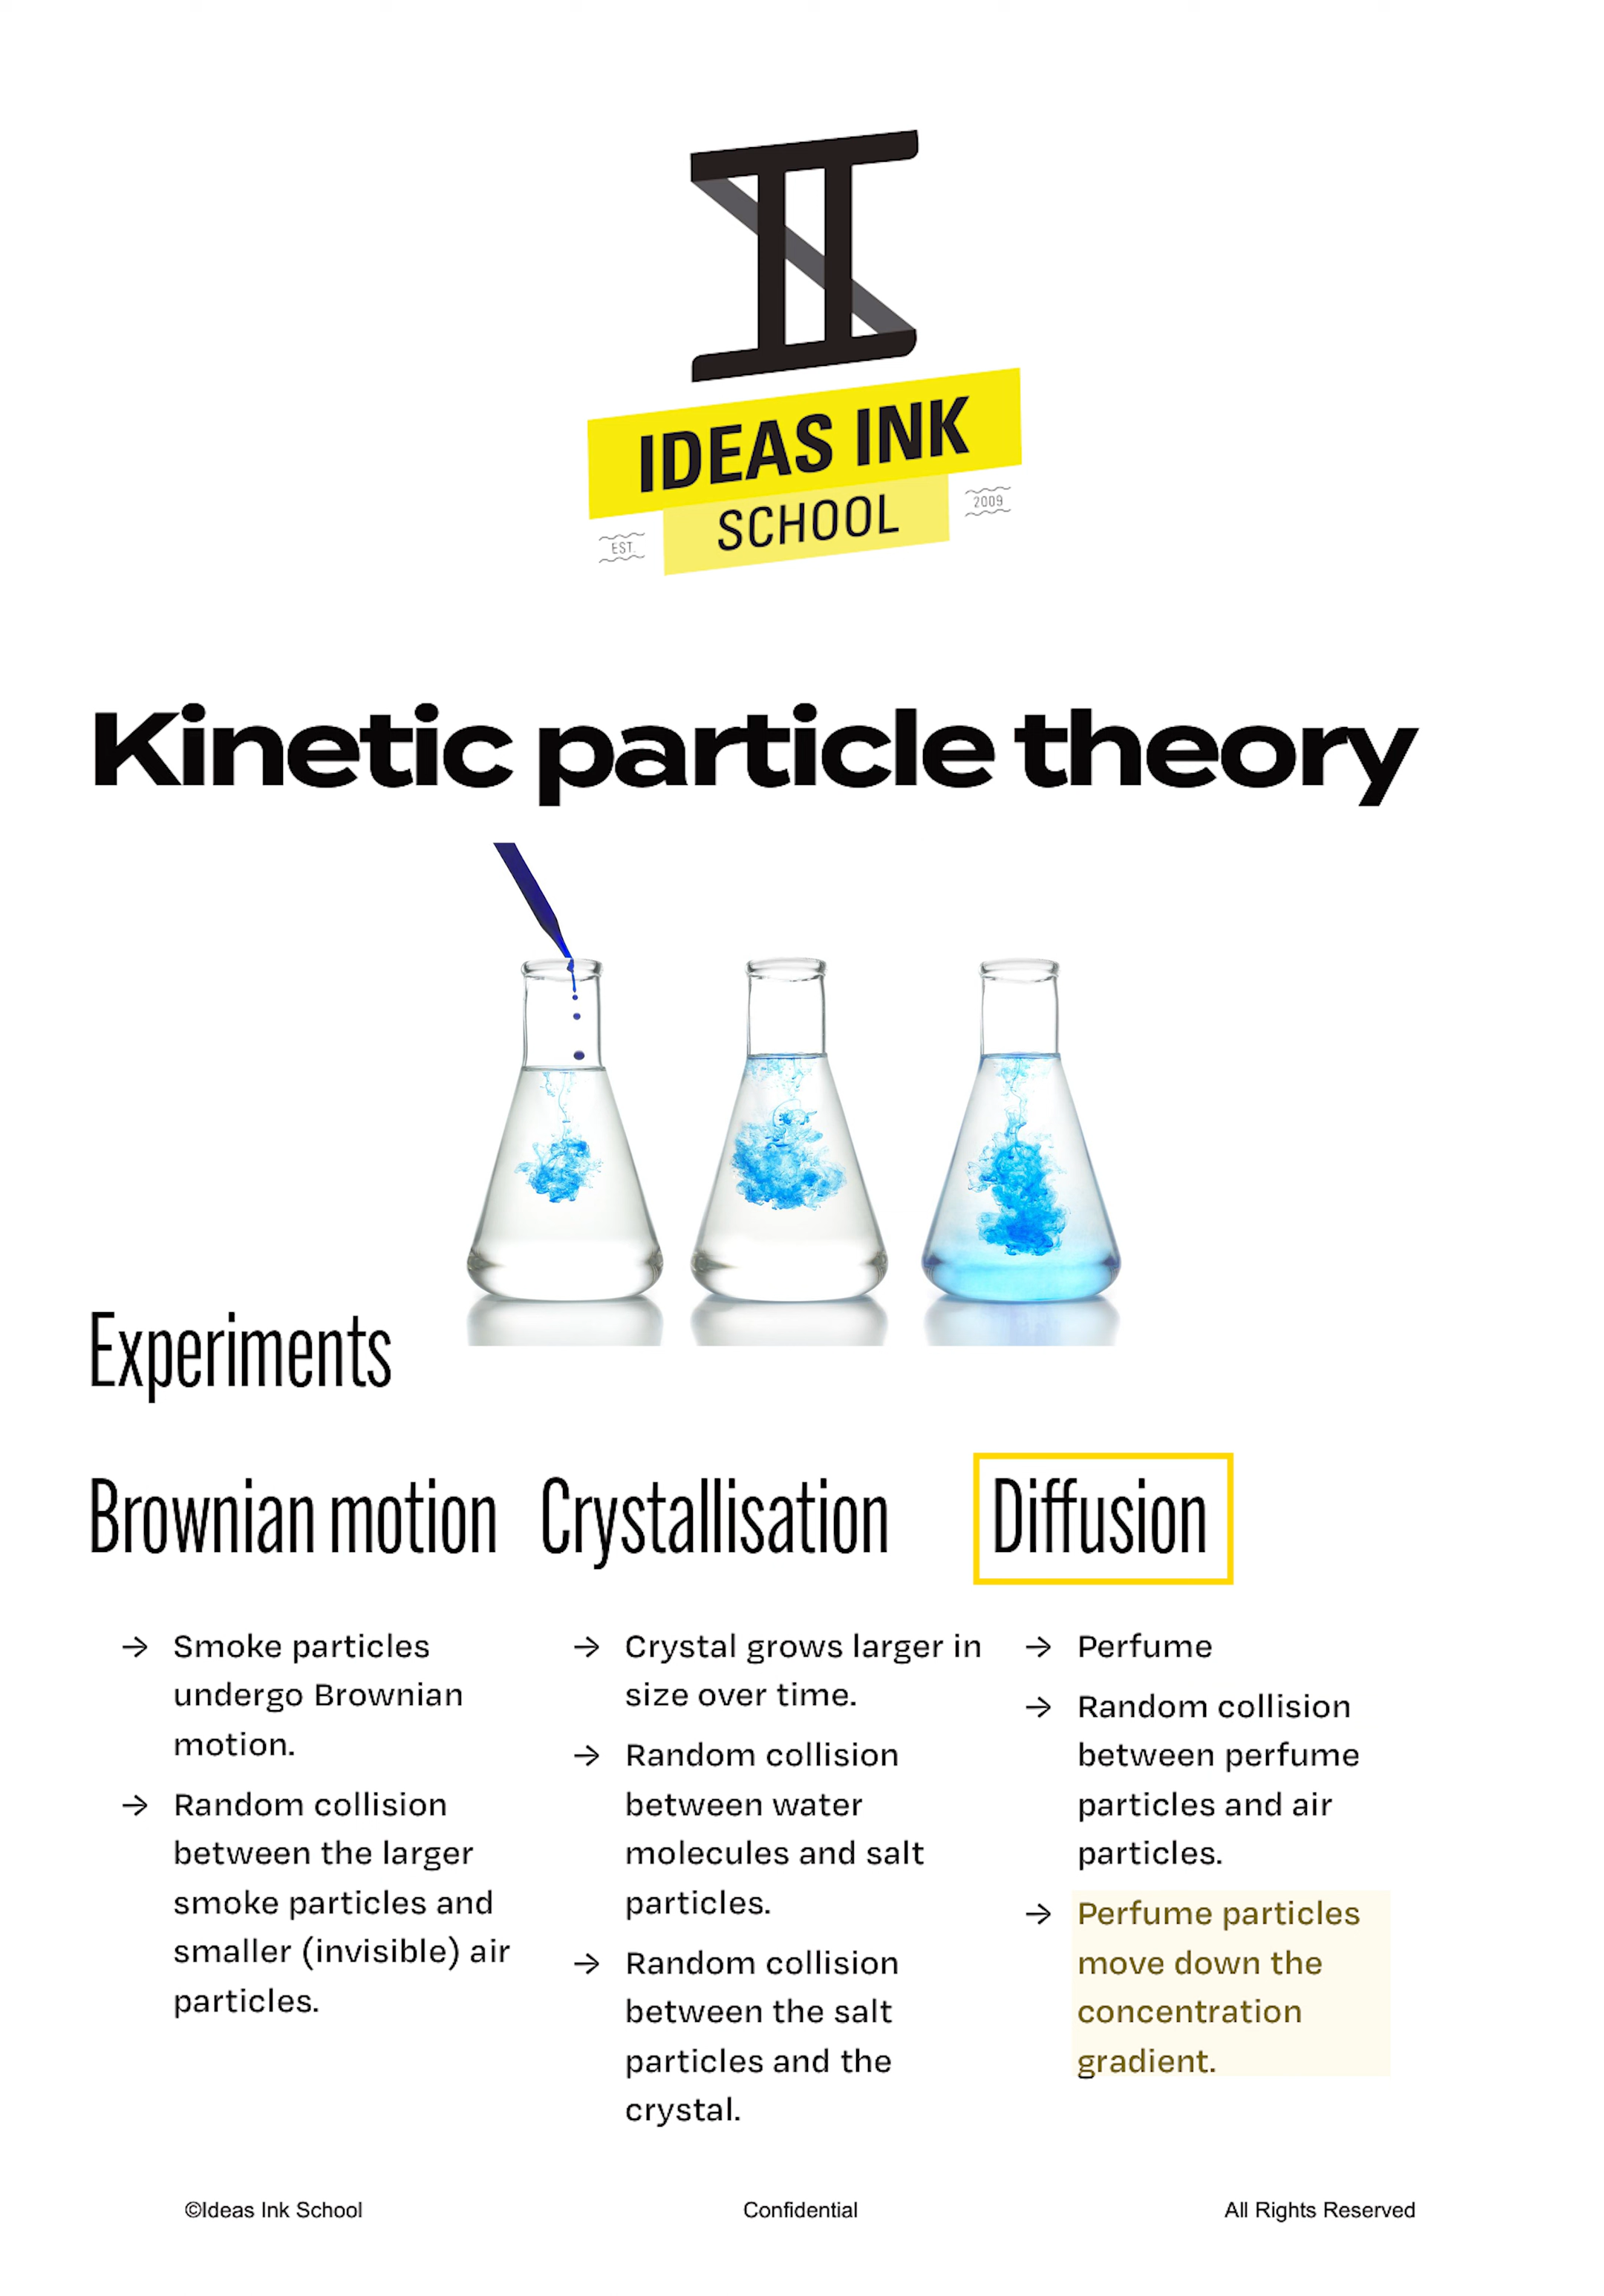 IDEAS INK
SCHOOL
EST.
2009
Kinetic particle theory
Experiments
Brownian motion
→ Smoke particles
undergo Brownian
motion.
→ Random collision
between the larger
smoke particles and
smaller (invisible) air
particles.
Crystallisation
→ Crystal grows larger in
size over time.
→ Random collision
between water
molecules and salt
particles.
→ Random collision
between the salt
particles and the
crystal.
Diffusion
→ Perfume
→ Random collision
between perfume
particles and air
particles.
→ Perfume particles
move down the
concentration
gradient.
©Ideas Ink School
Confidential
All Rights Reserved